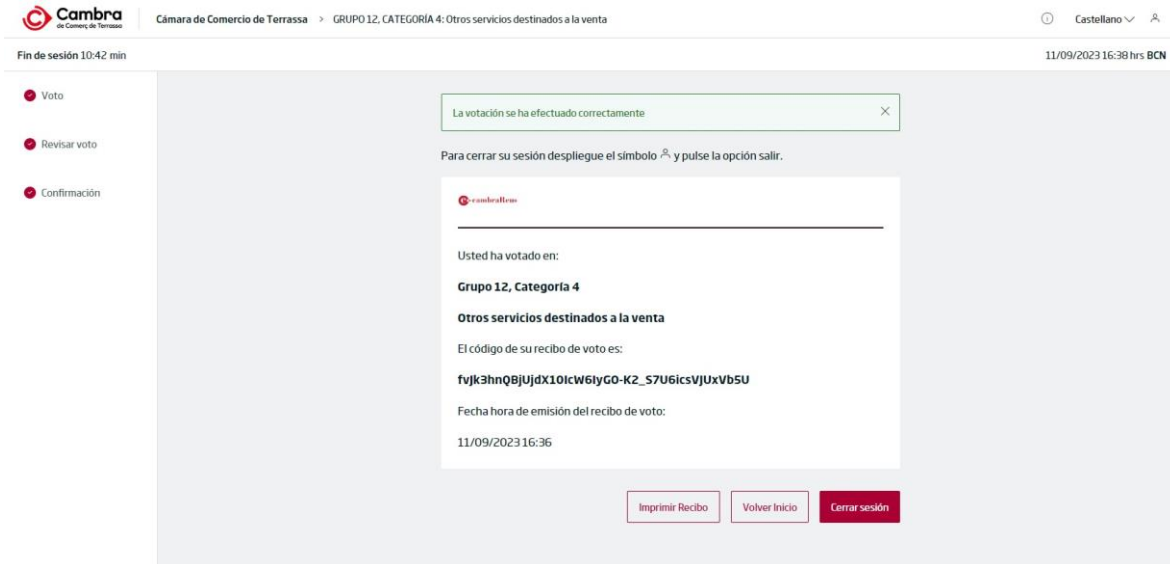 Cambra
de Comerç de Terrassa
Cámara de Comercio de Terrassa > GRUPO 12, CATEGORÍA 4: Otros servicios destinados a la venta
Castellano
Fin de sesión 10:42 min
11/09/2023 16:38 hrs BCN
Voto
Revisar voto
Confirmación
La votación se ha efectuado correctamente
Para cerrar su sesión despliegue el símbolo y pulse la opción salir.
cambraReus
Usted ha votado en:
Grupo 12, Categoría 4
Otros servicios destinados a la venta
El código de su recibo de voto es:
fvJk3hnQBjUjdX10IcW6IyGO-K2_S7U6icsVJUxVb5U
Fecha hora de emisión del recibo de voto:
11/09/2023 16:36
Imprimir Recibo
Volver Inicio
Cerrar sesión